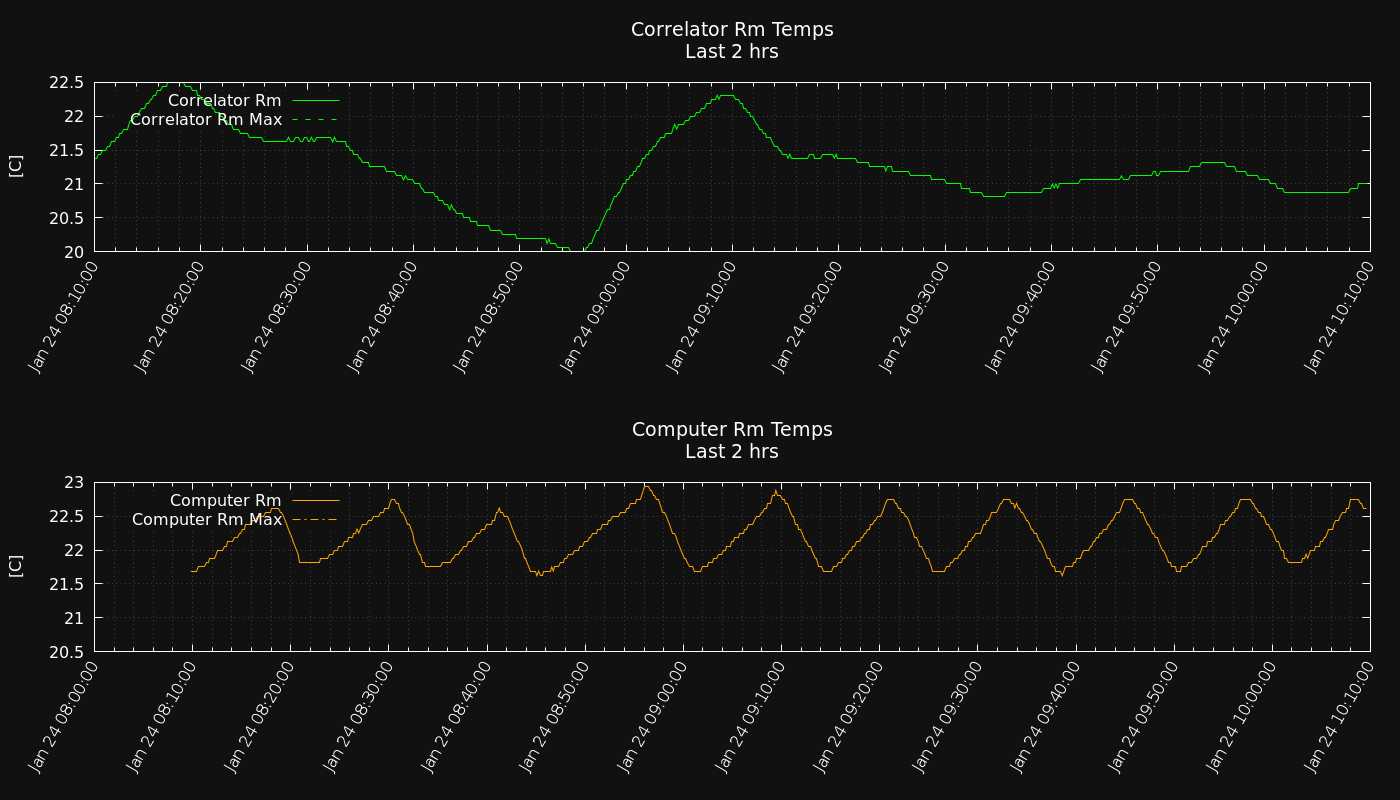 Correlator Rm Temps
Last 2 hrs
[C]
22.5
22
21.5
21
20.5
20
Correlator Rm
Correlator Rm Max
Jan 24 08:10:00
Jan 24 08:20:00
Jan 24 08:30:00
Jan 24 08:40:00
Jan 24 08:50:00
Jan 24 09:00:00
Jan 24 09:10:00
Jan 24 09:20:00
Jan 24 09:30:00
Jan 24 09:40:00
Jan 24 09:50:00
Jan 24 10:00:00
Jan 24 10:10:00
Computer Rm Temps
Last 2 hrs
[C]
23
22.5
22
21.5
21
20.5
Computer Rm
Computer Rm Max
Jan 24 08:00:00
Jan 24 08:10:00
Jan 24 08:20:00
Jan 24 08:30:00
Jan 24 08:40:00
Jan 24 08:50:00
Jan 24 09:00:00
Jan 24 09:10:00
Jan 24 09:20:00
Jan 24 09:30:00
Jan 24 09:40:00
Jan 24 09:50:00
Jan 24 10:00:00
Jan 24 10:10:00